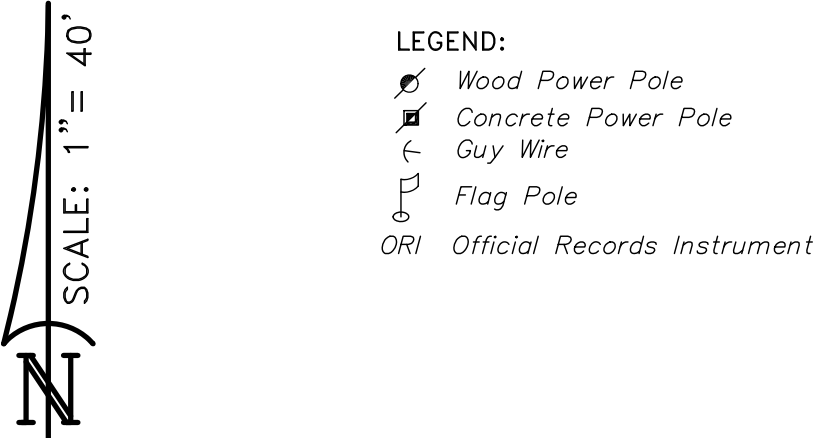 SCALE: 1"= 40'
N
LEGEND:
Wood Power Pole
Concrete Power Pole
Guy Wire
Flag Pole
ORI Official Records Instrument